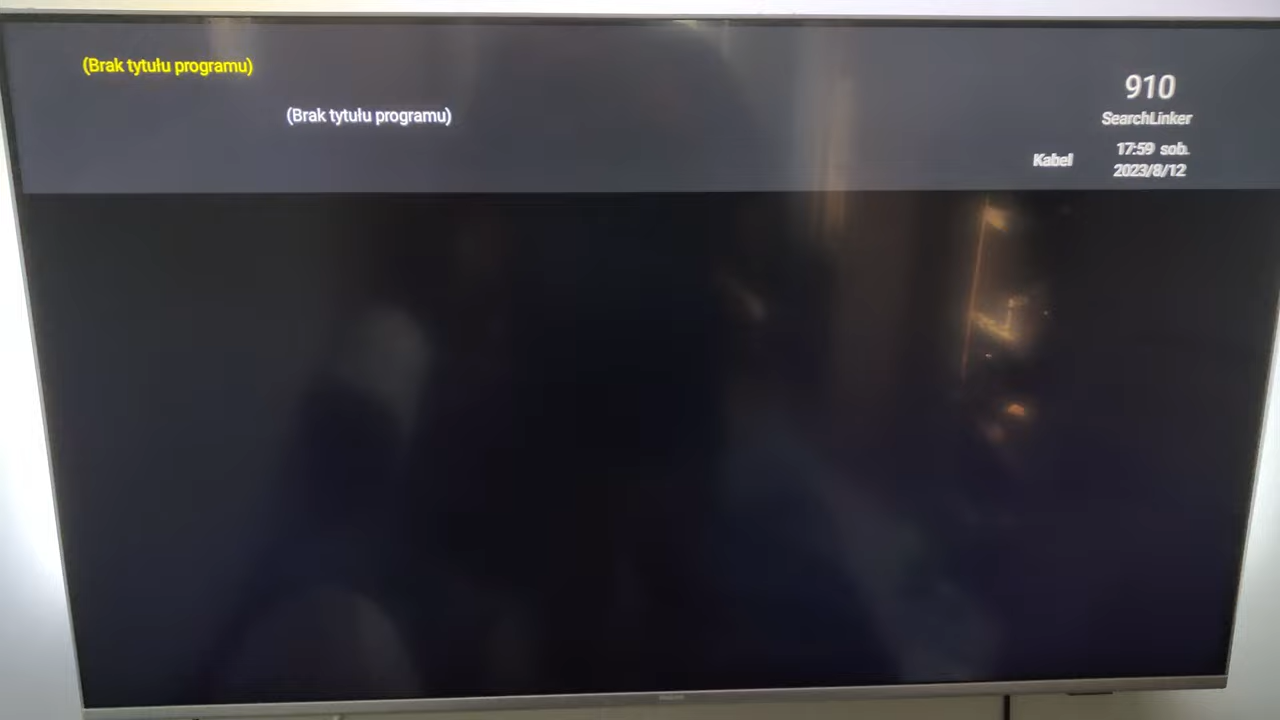 (Brak tytułu programu)
(Brak tytułu programu)
910
SearchLinker
Kabel
17:59 sob.
2023/8/12